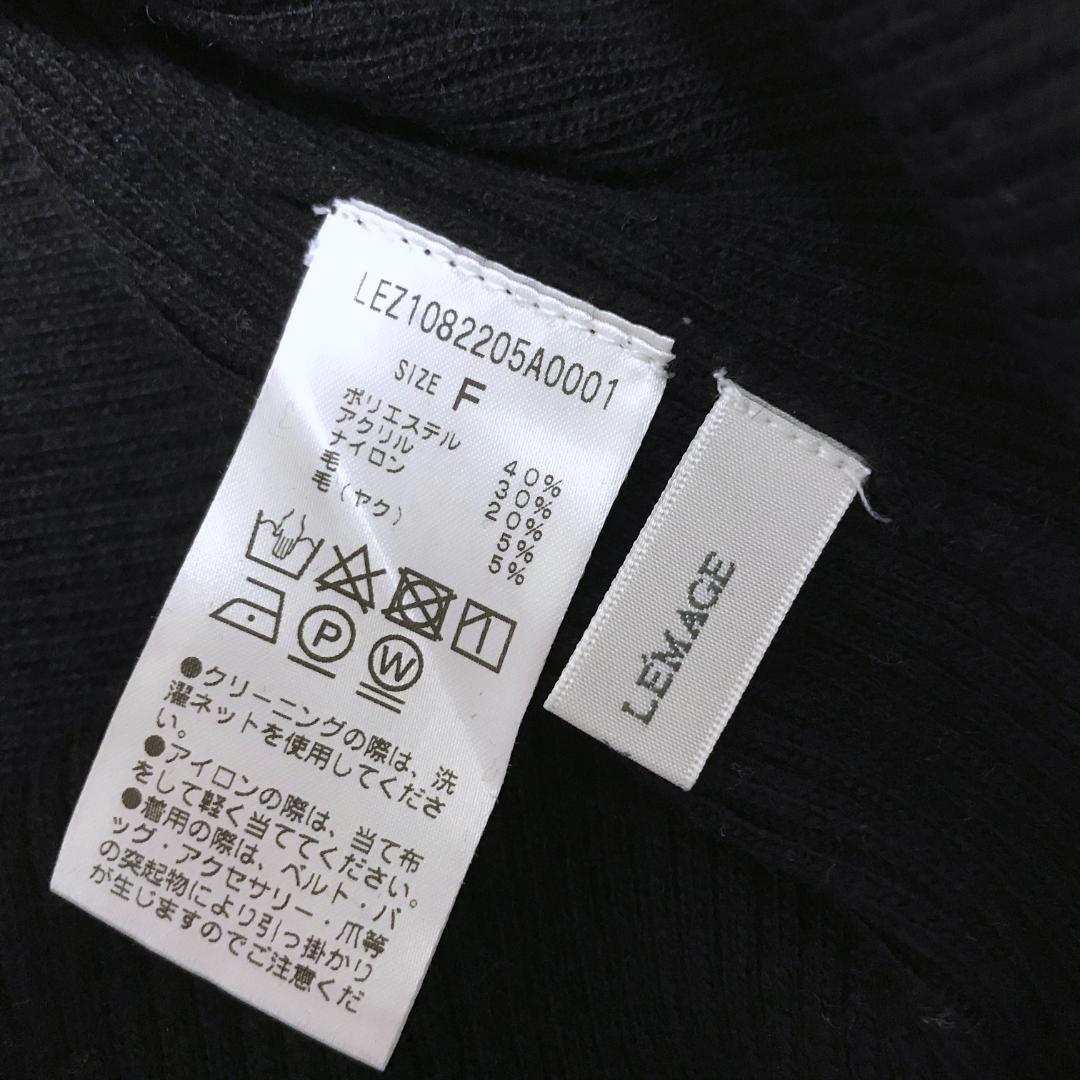 LEZ1082205A0001
SIZE F
ポリエステル 40%
アクリル 30%
ナイロン 20%
毛 5%
毛(ヤク) 5%
P
W
●クリーニングの際は、洗
濯ネットを使用してくださ
い。
●アイロンの際は、当て布
をして軽く当ててください。
●着用の際は、ベルト・バ
ッグ・アクセサリー・爪等
の突起物により引っ掛かり
が生じますのでご注意くだ
LÉMAGE